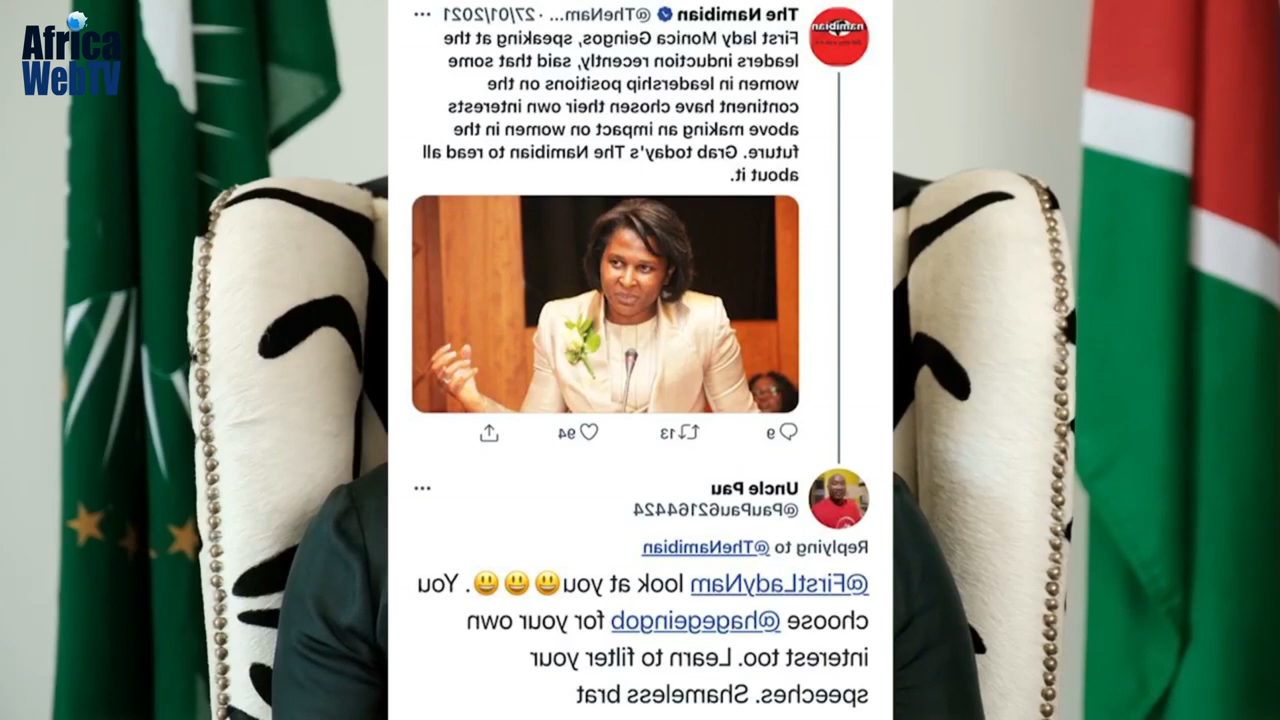 Africa
WebTV
namibian
The Namibian @TheNam... · 27/01/2021 ···
First lady Monica Geingos, speaking at the
leaders induction recently, said that some
women in leadership positions on the
continent have chosen their own interests
above making an impact on women in the
future. Grab today's The Namibian to read all
about it.
9 13 94
Uncle Pau ···
@PauPau62164424
Replying to @TheNamibian
@FirstLadyNam look at you😃😃😃. You
choose @hagegeingob for your own
interest too. Learn to filter your
speeches. Shameless brat